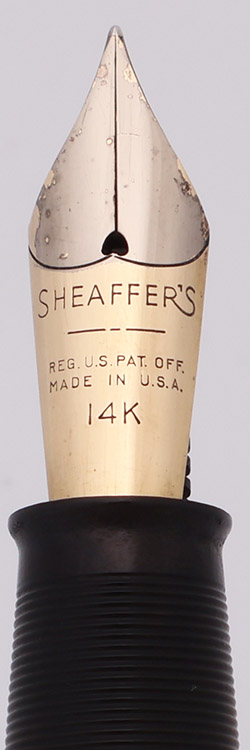 SHEAFFER'S
REG. U.S. PAT. OFF.
MADE IN U.S.A.
14K